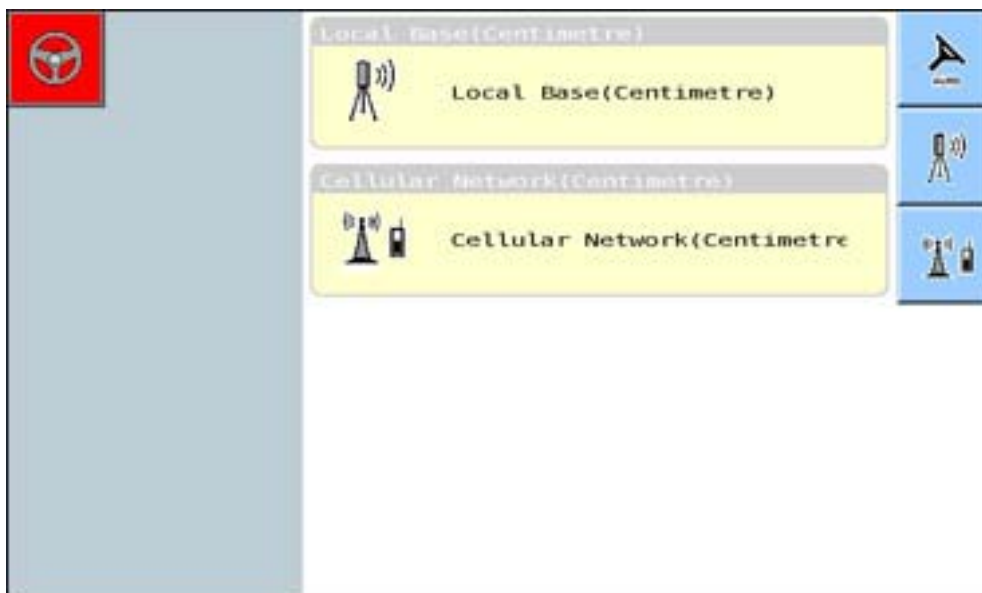 Local Base(Centimetre)
Local Base(Centimetre)
Cellular Network(Centimetre)
Cellular Network(Centimetre